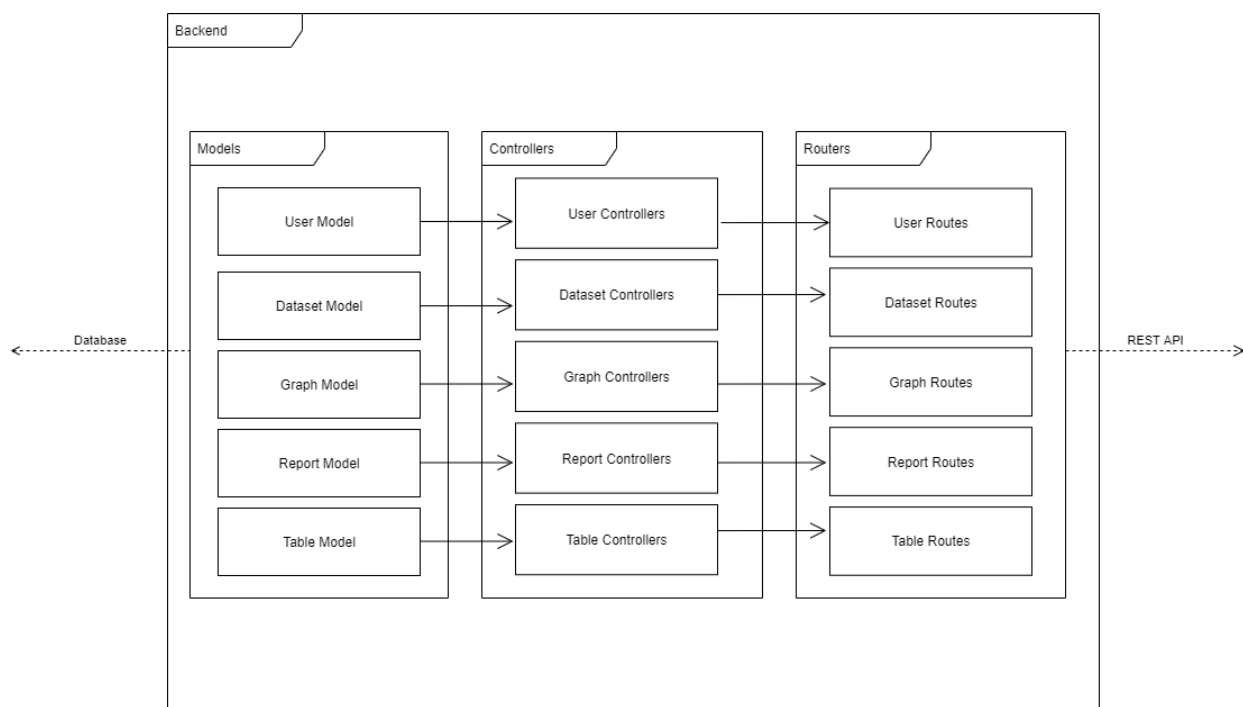 Backend
Models
Controllers
Routers
User Model
User Controllers
User Routes
Dataset Model
Dataset Controllers
Dataset Routes
Database
REST API
Graph Model
Graph Controllers
Graph Routes
Report Model
Report Controllers
Report Routes
Table Model
Table Controllers
Table Routes